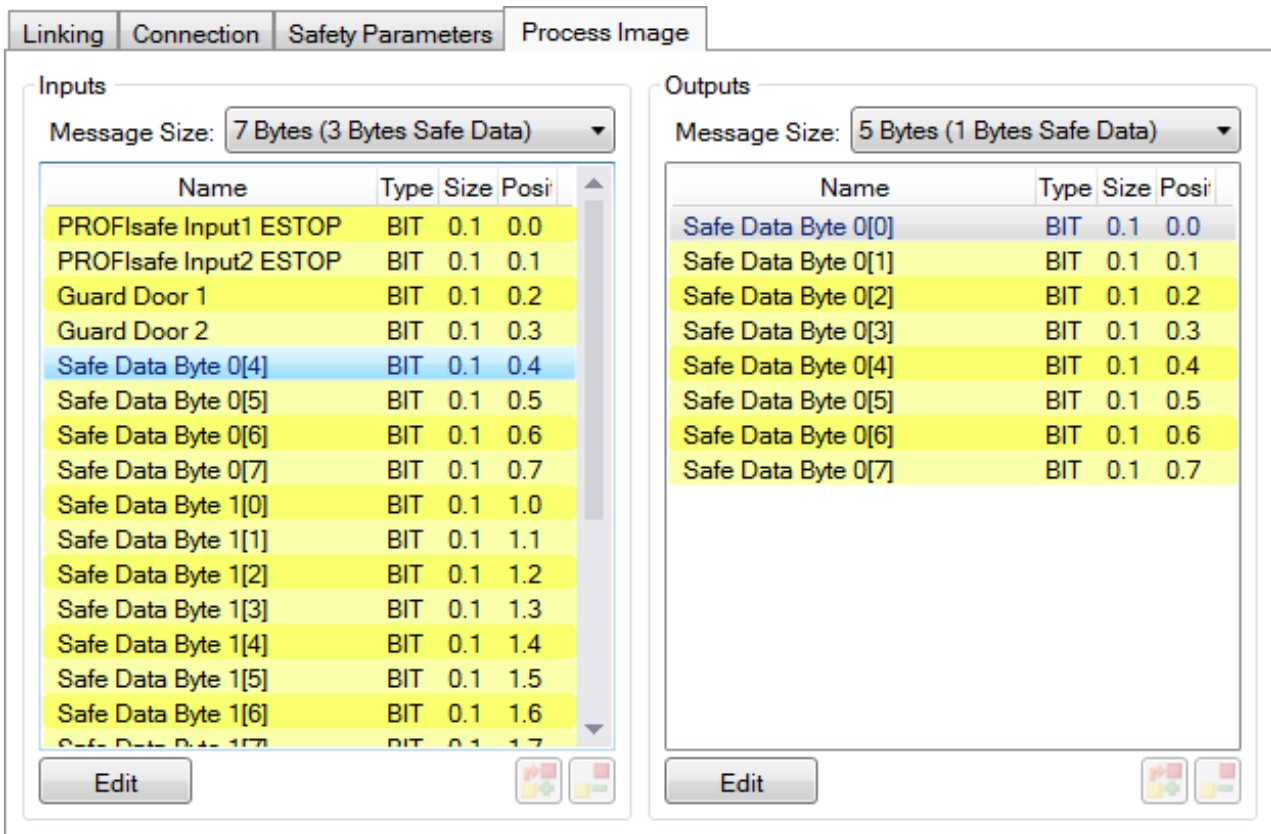 Linking Connection Safety Parameters Process Image
Inputs
Message Size: 7 Bytes (3 Bytes Safe Data)
Name Type Size Posit
PROFIsafe Input1 ESTOP BIT 0.1 0.0
PROFIsafe Input2 ESTOP BIT 0.1 0.1
Guard Door 1 BIT 0.1 0.2
Guard Door 2 BIT 0.1 0.3
Safe Data Byte 0[4] BIT 0.1 0.4
Safe Data Byte 0[5] BIT 0.1 0.5
Safe Data Byte 0[6] BIT 0.1 0.6
Safe Data Byte 0[7] BIT 0.1 0.7
Safe Data Byte 1[0] BIT 0.1 1.0
Safe Data Byte 1[1] BIT 0.1 1.1
Safe Data Byte 1[2] BIT 0.1 1.2
Safe Data Byte 1[3] BIT 0.1 1.3
Safe Data Byte 1[4] BIT 0.1 1.4
Safe Data Byte 1[5] BIT 0.1 1.5
Safe Data Byte 1[6] BIT 0.1 1.6
Safe Data Byte 1[7] BIT 0.1 1.7
Edit
Outputs
Message Size: 5 Bytes (1 Bytes Safe Data)
Name Type Size Posit
Safe Data Byte 0[0] BIT 0.1 0.0
Safe Data Byte 0[1] BIT 0.1 0.1
Safe Data Byte 0[2] BIT 0.1 0.2
Safe Data Byte 0[3] BIT 0.1 0.3
Safe Data Byte 0[4] BIT 0.1 0.4
Safe Data Byte 0[5] BIT 0.1 0.5
Safe Data Byte 0[6] BIT 0.1 0.6
Safe Data Byte 0[7] BIT 0.1 0.7
Edit